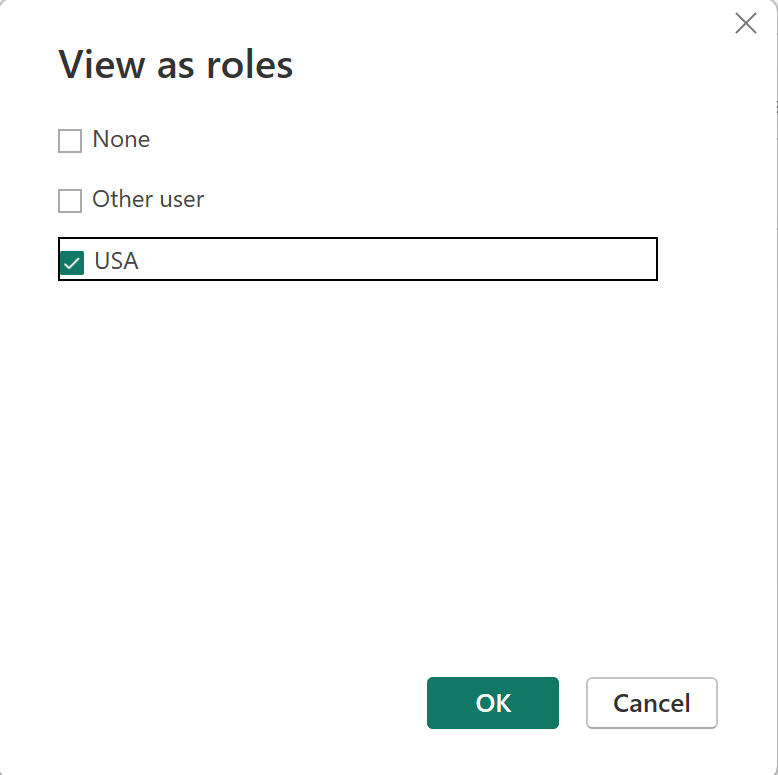 View as roles
None
Other user
USA
OK
Cancel